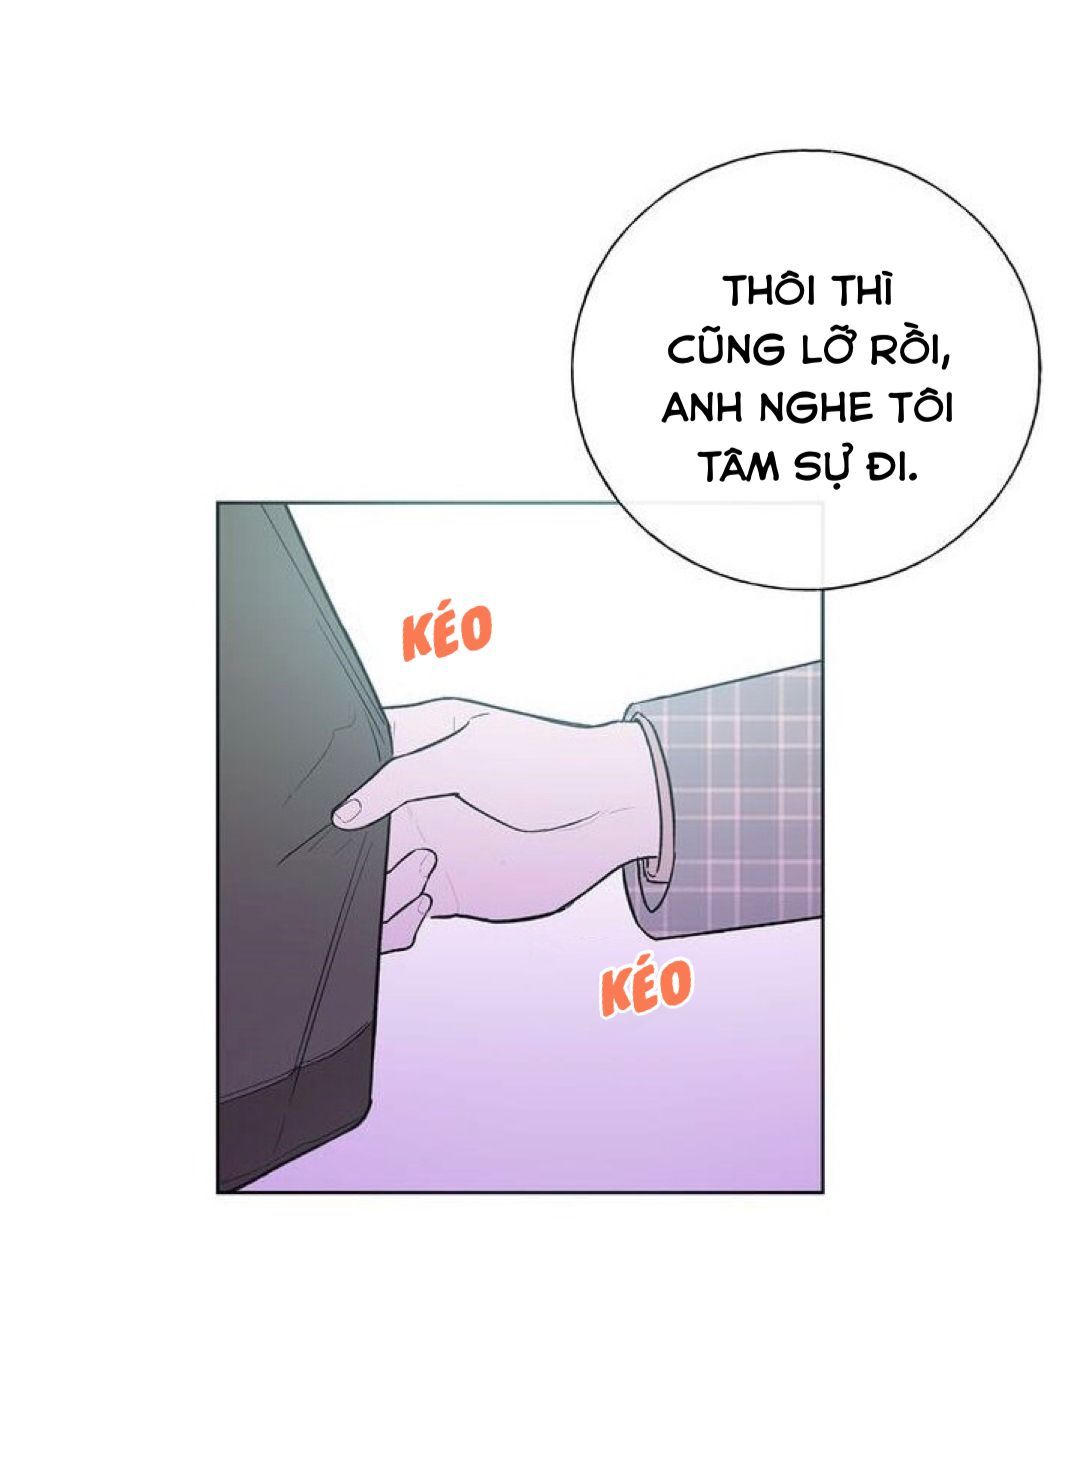 THÔI THÌ
CŨNG LỠ RỒI,
ANH NGHE TÔI
TÂM SỰ ĐI.
KÉO
KÉO